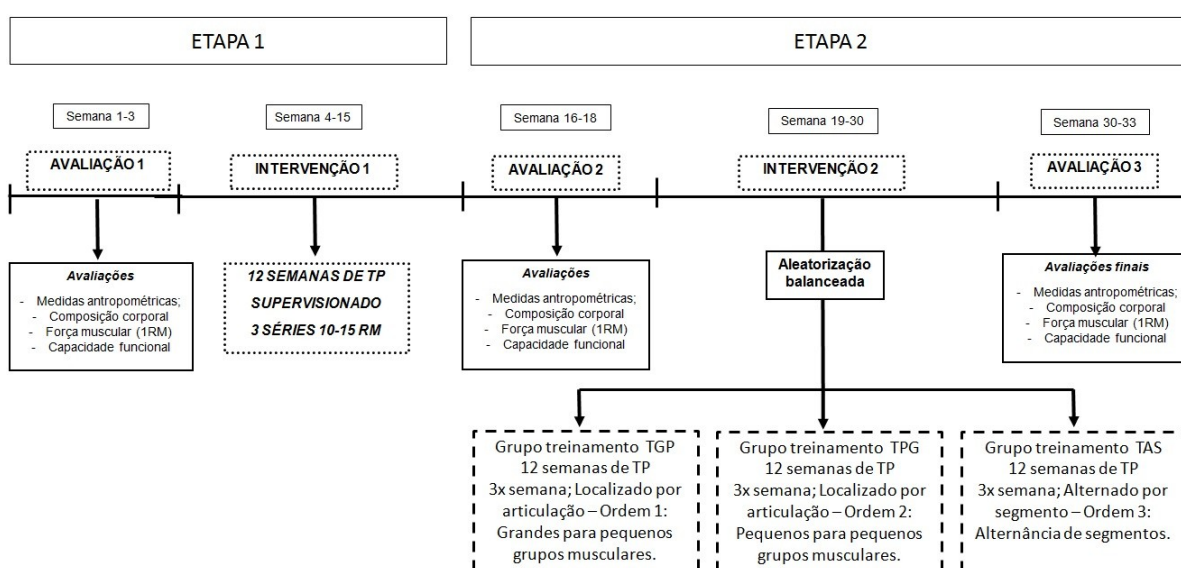 ETAPA 1
ETAPA 2
Semana 1-3
Semana 4-15
Semana 16-18
Semana 19-30
Semana 30-33
AVALIAÇÃO 1
INTERVENÇÃO 1
AVALIAÇÃO 2
INTERVENÇÃO 2
AVALIAÇÃO 3
Avaliações
- Medidas antropométricas;
- Composição corporal
- Força muscular (1RM)
- Capacidade funcional
12 SEMANAS DE TP
SUPERVISIONADO
3 SÉRIES 10-15 RM
Avaliações
- Medidas antropométricas;
- Composição corporal
- Força muscular (1RM)
- Capacidade funcional
Aleatorização
balanceada
Avaliações finais
- Medidas antropométricas;
- Composição corporal
- Força muscular (1RM)
- Capacidade funcional
Grupo treinamento TGP
12 semanas de TP
3x semana; Localizado por
articulação – Ordem 1:
Grandes para pequenos
grupos musculares.
Grupo treinamento TPG
12 semanas de TP
3x semana; Localizado por
articulação – Ordem 2:
Pequenos para pequenos
grupos musculares.
Grupo treinamento TAS
12 semanas de TP
3x semana; Alternado por
segmento – Ordem 3:
Alternância de segmentos.